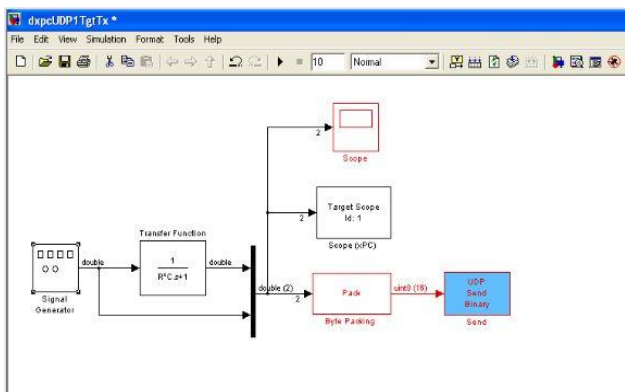 dxpcUDP1TgtTx *
File Edit View Simulation Format Tools Help
10 Normal
2
Scope
Target Scope
Id: 1
2
Scope (xPC)
Transfer Function
double
1
R*C.s+1
double
Signal
Generator
double (2)
2
Pack
Byte Packing
uint8 (16)
UDP
Send
Binary
Send